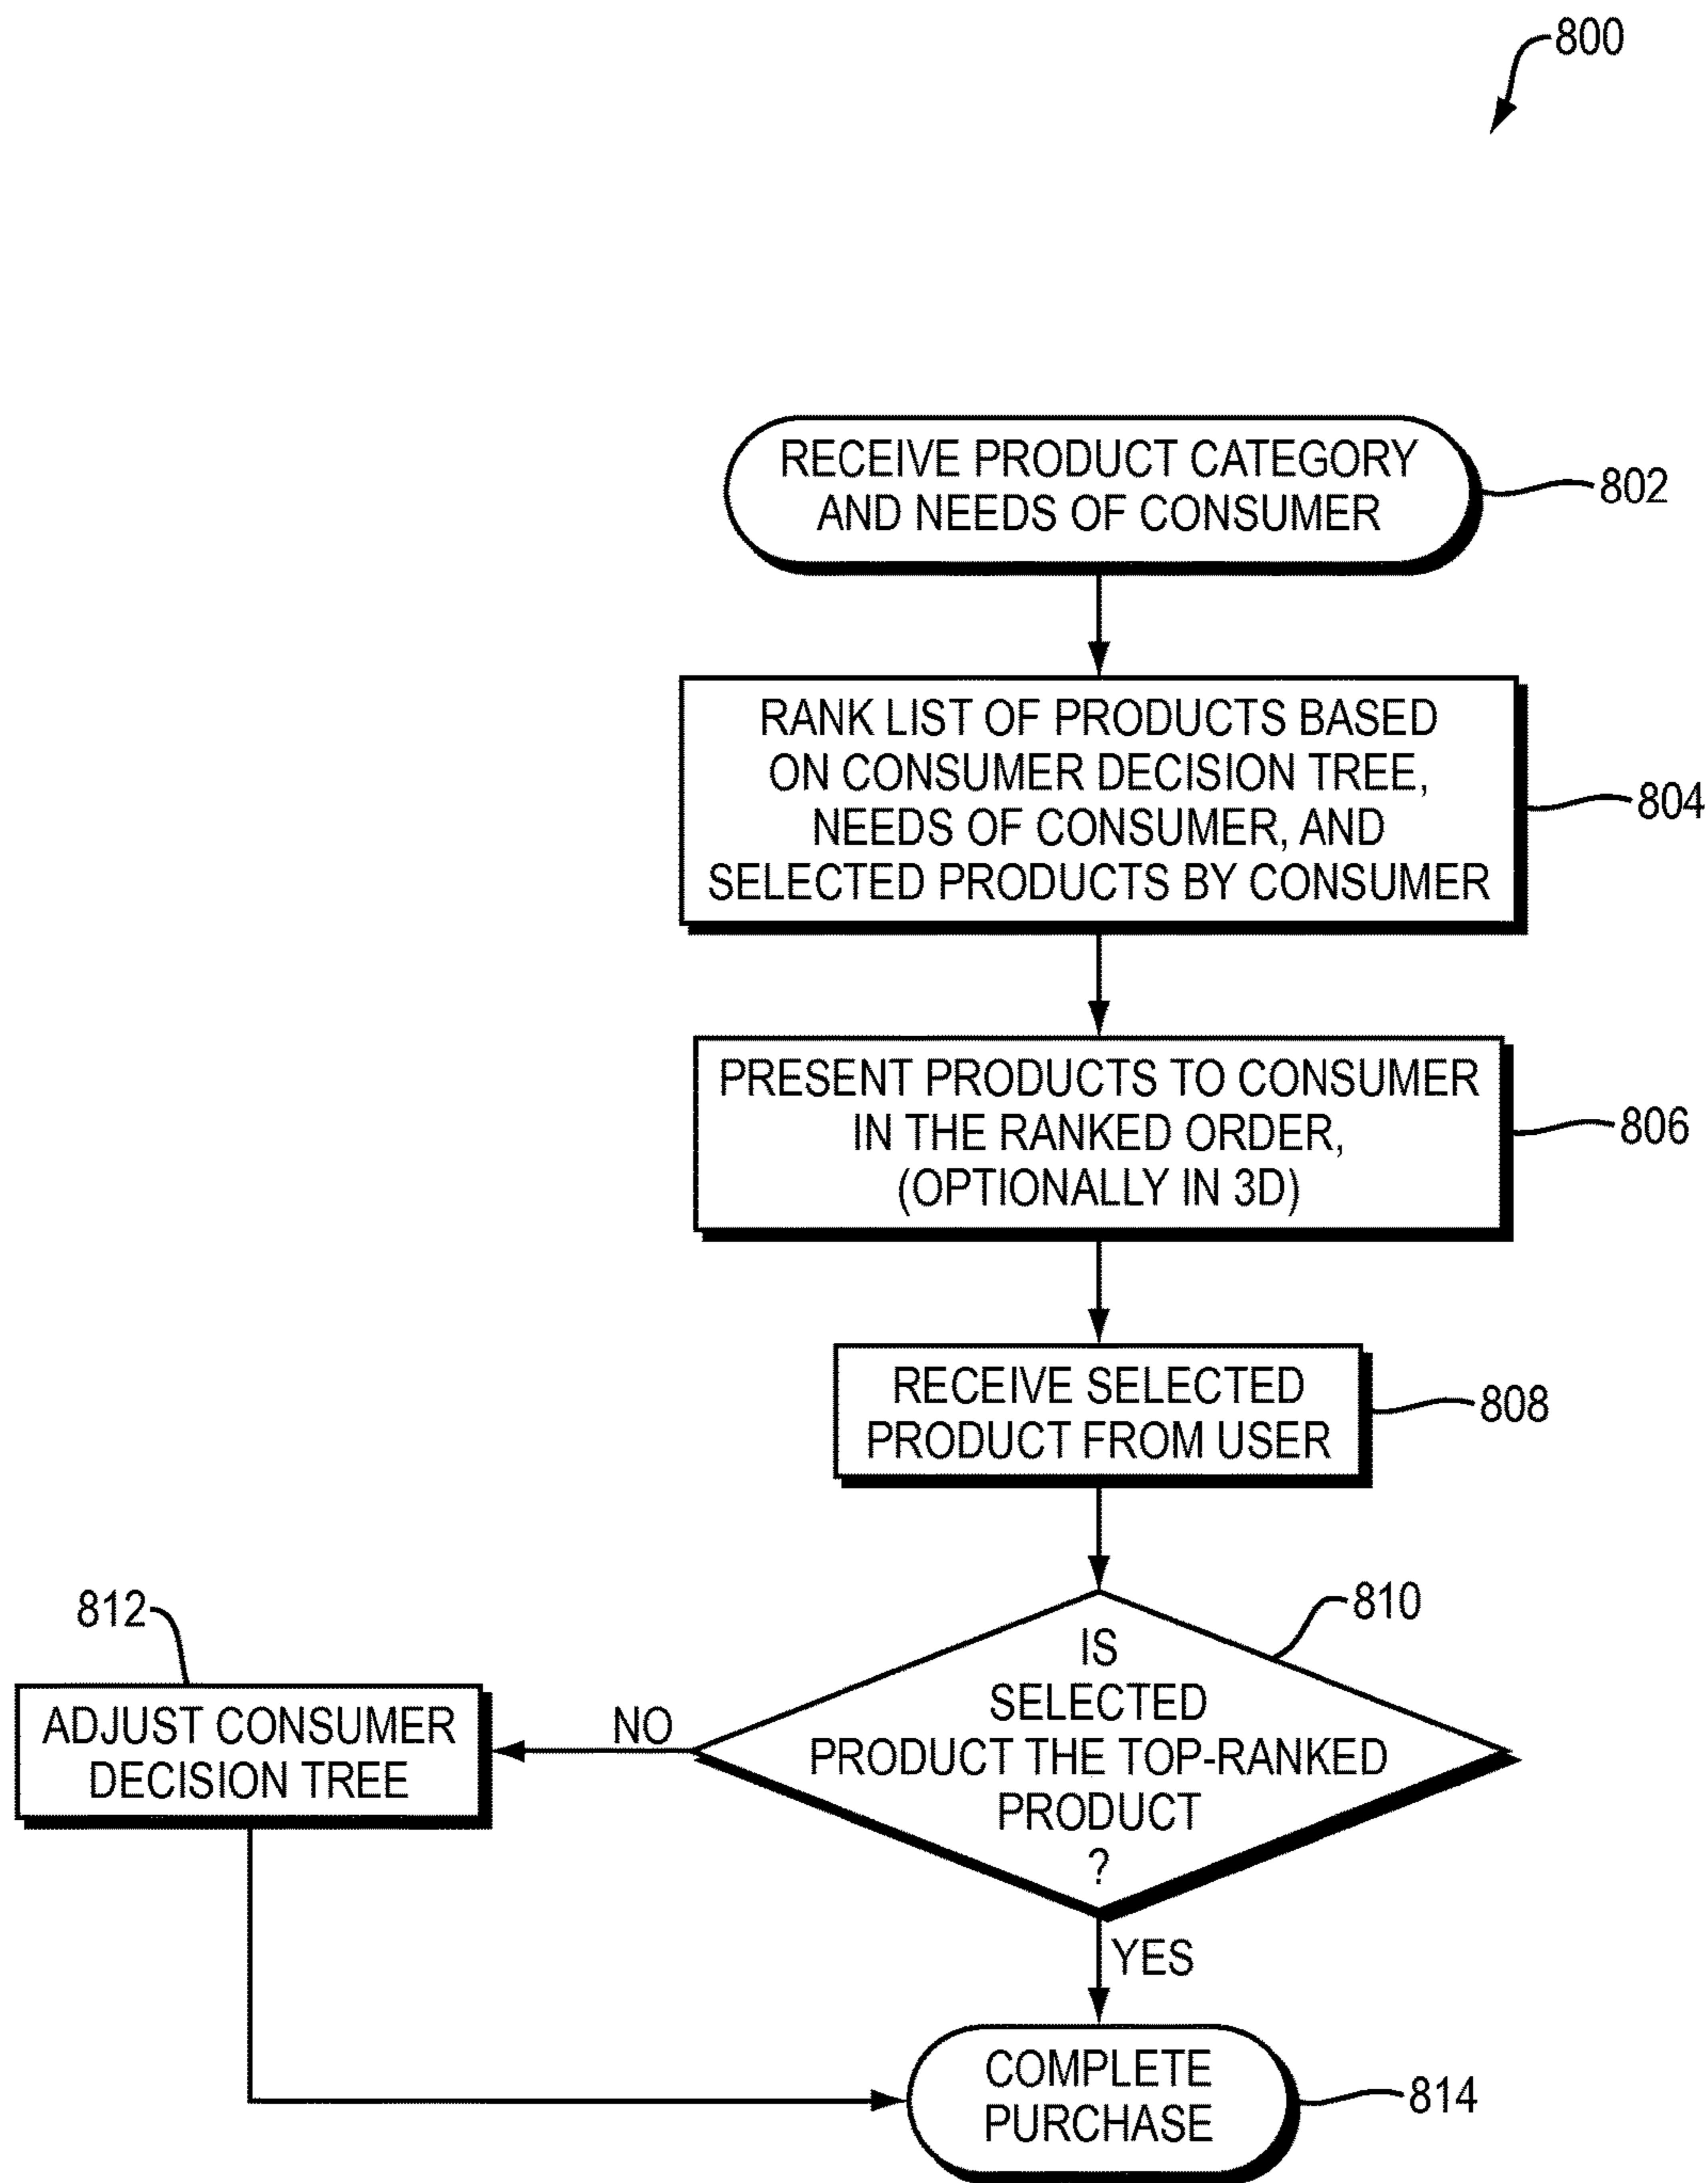 800
RECEIVE PRODUCT CATEGORY
AND NEEDS OF CONSUMER
802
RANK LIST OF PRODUCTS BASED
ON CONSUMER DECISION TREE,
NEEDS OF CONSUMER, AND
SELECTED PRODUCTS BY CONSUMER
804
PRESENT PRODUCTS TO CONSUMER
IN THE RANKED ORDER,
(OPTIONALLY IN 3D)
806
RECEIVE SELECTED
PRODUCT FROM USER
808
810
IS
SELECTED
PRODUCT THE TOP-RANKED
PRODUCT
?
NO
812
ADJUST CONSUMER
DECISION TREE
YES
COMPLETE
PURCHASE
814